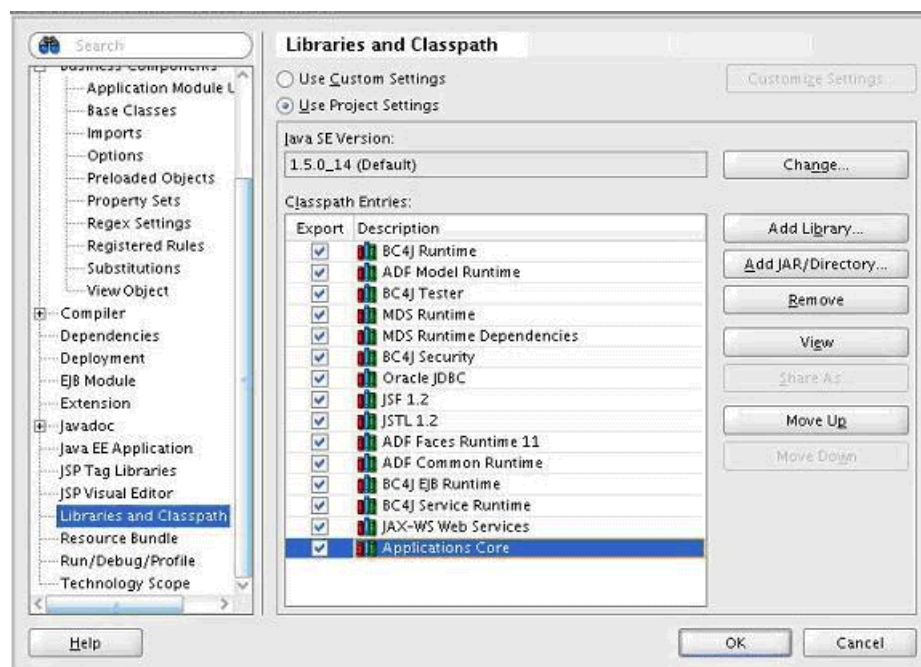 Search
Business Components
Application Module U
Base Classes
Imports
Options
Preloaded Objects
Property Sets
Regex Settings
Registered Rules
Substitutions
View Object
Compiler
Dependencies
Deployment
EJB Module
Extension
Javadoc
Java EE Application
JSP Tag Libraries
JSP Visual Editor
Libraries and Classpath
Resource Bundle
Run/Debug/Profile
Technology Scope
Libraries and Classpath
Use Custom Settings
Customize Settings...
Use Project Settings
Java SE Version:
1.5.0_14 (Default)
Change...
Classpath Entries:
Export Description
BC4J Runtime
ADF Model Runtime
BC4J Tester
MDS Runtime
MDS Runtime Dependencies
BC4J Security
Oracle JDBC
JSF 1.2
JSTL 1.2
ADF Faces Runtime 11
ADF Common Runtime
BC4J EJB Runtime
BC4J Service Runtime
JAX-WS Web Services
Applications Core
Add Library...
Add JAR/Directory...
Remove
View
Share As...
Move Up
Move Down
Help
OK
Cancel